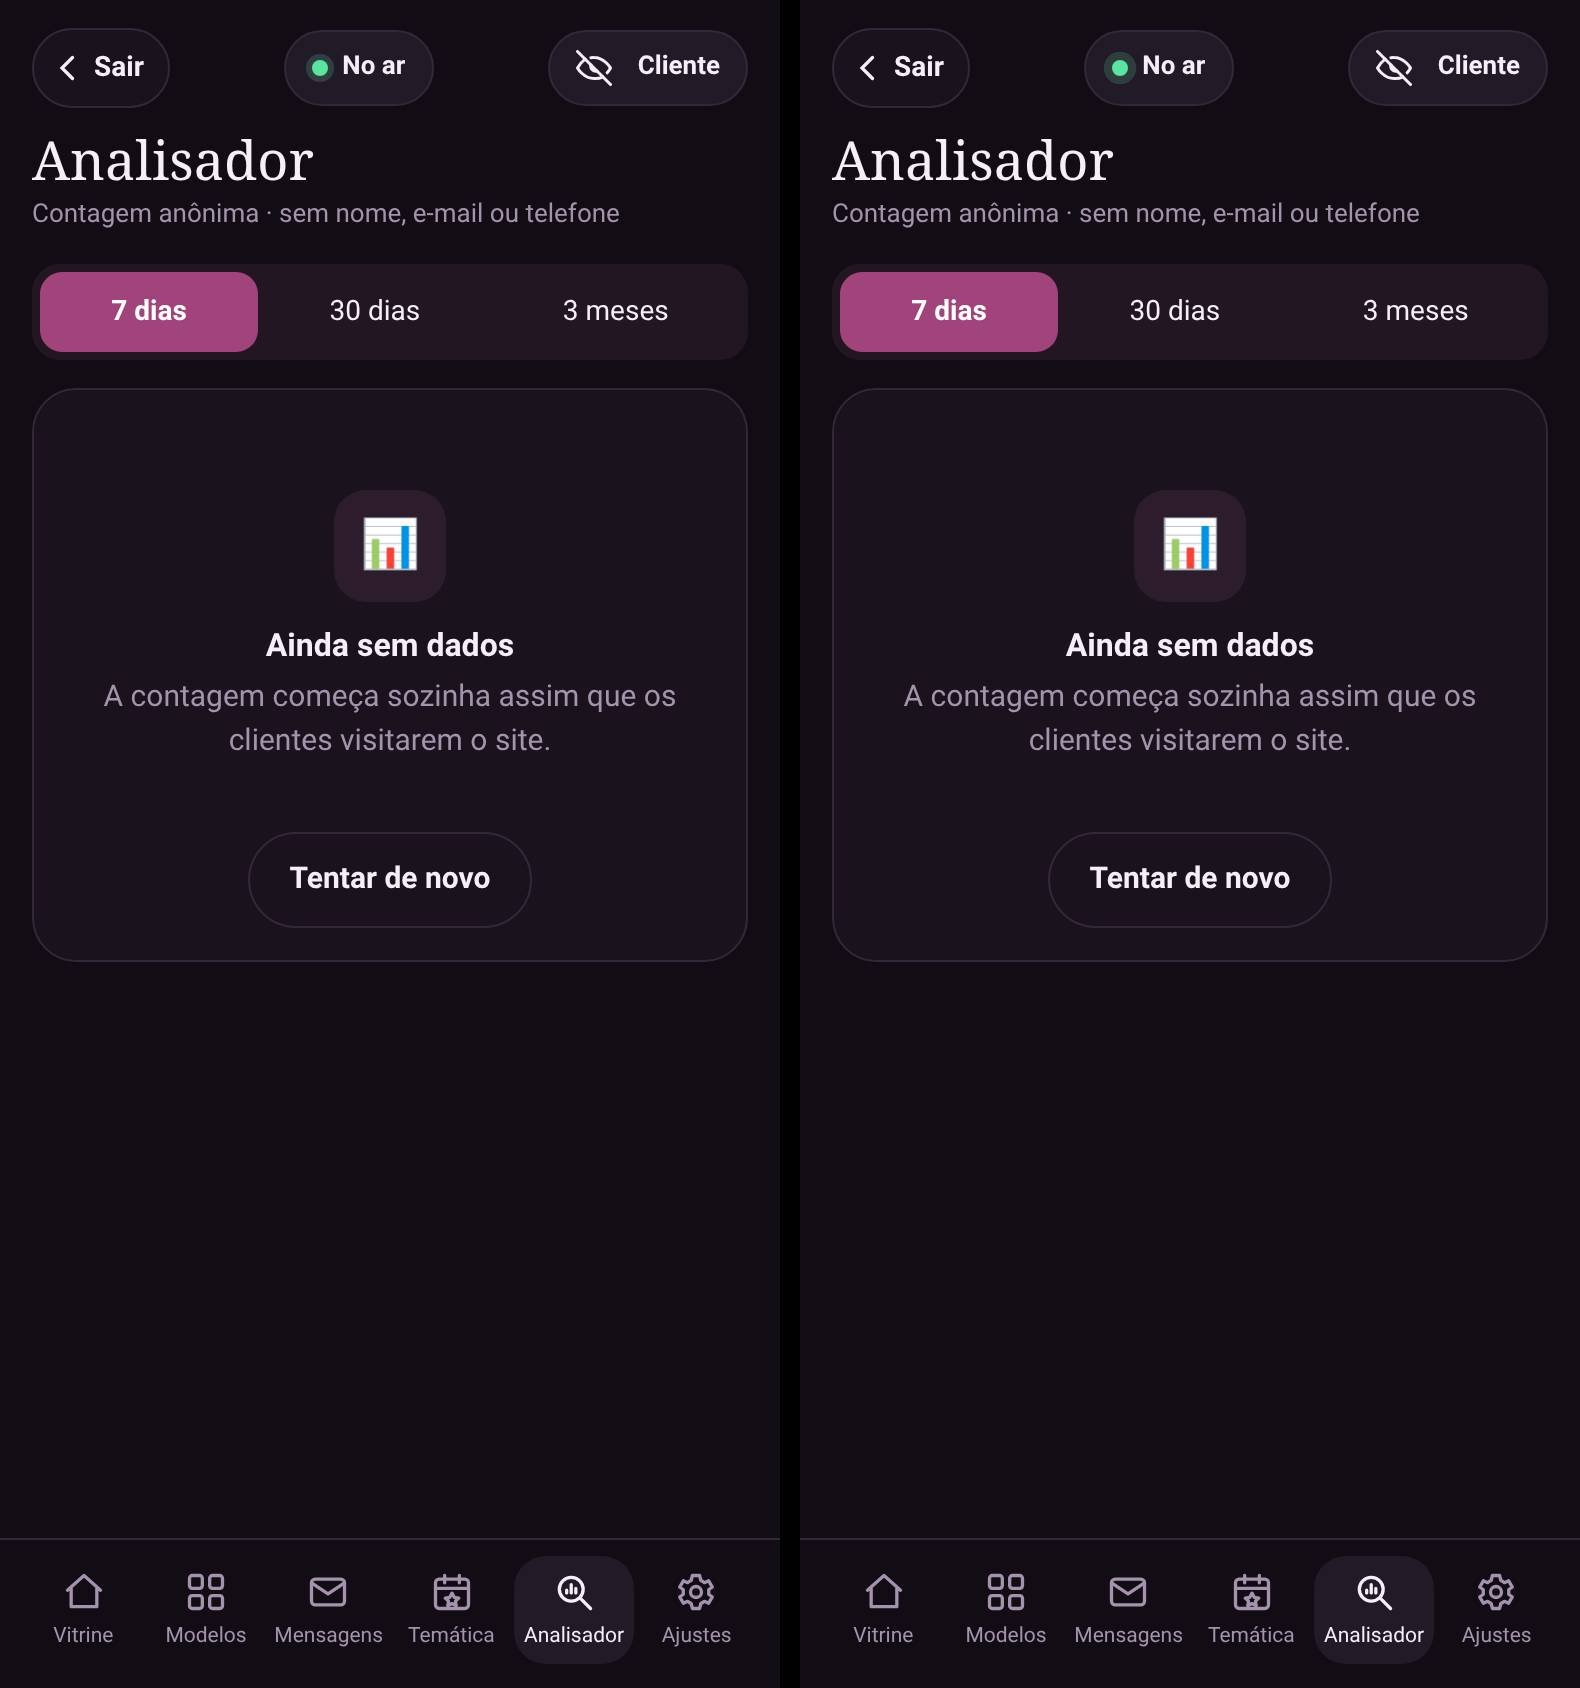 Sair
No ar
Cliente
Analisador
Contagem anônima · sem nome, e-mail ou telefone
7 dias
30 dias
3 meses
Ainda sem dados
A contagem começa sozinha assim que os
clientes visitarem o site.
Tentar de novo
Vitrine
Modelos
Mensagens
Temática
Analisador
Ajustes
Sair
No ar
Cliente
Analisador
Contagem anônima · sem nome, e-mail ou telefone
7 dias
30 dias
3 meses
Ainda sem dados
A contagem começa sozinha assim que os
clientes visitarem o site.
Tentar de novo
Vitrine
Modelos
Mensagens
Temática
Analisador
Ajustes